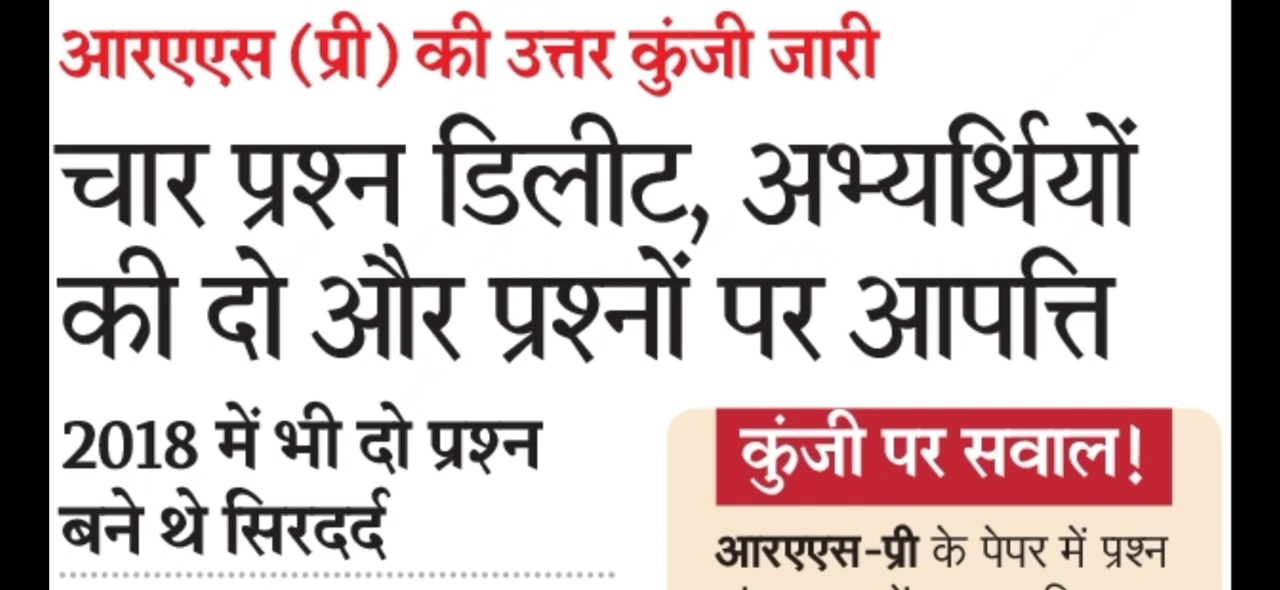 आरएएस (प्री) की उत्तर कुंजी जारी
चार प्रश्न डिलीट, अभ्यर्थियों
की दो और प्रश्नों पर आपत्ति
2018 में भी दो प्रश्न
बने थे सिरदर्द
कुंजी पर सवाल!
आरएएस-प्री के पेपर में प्रश्न